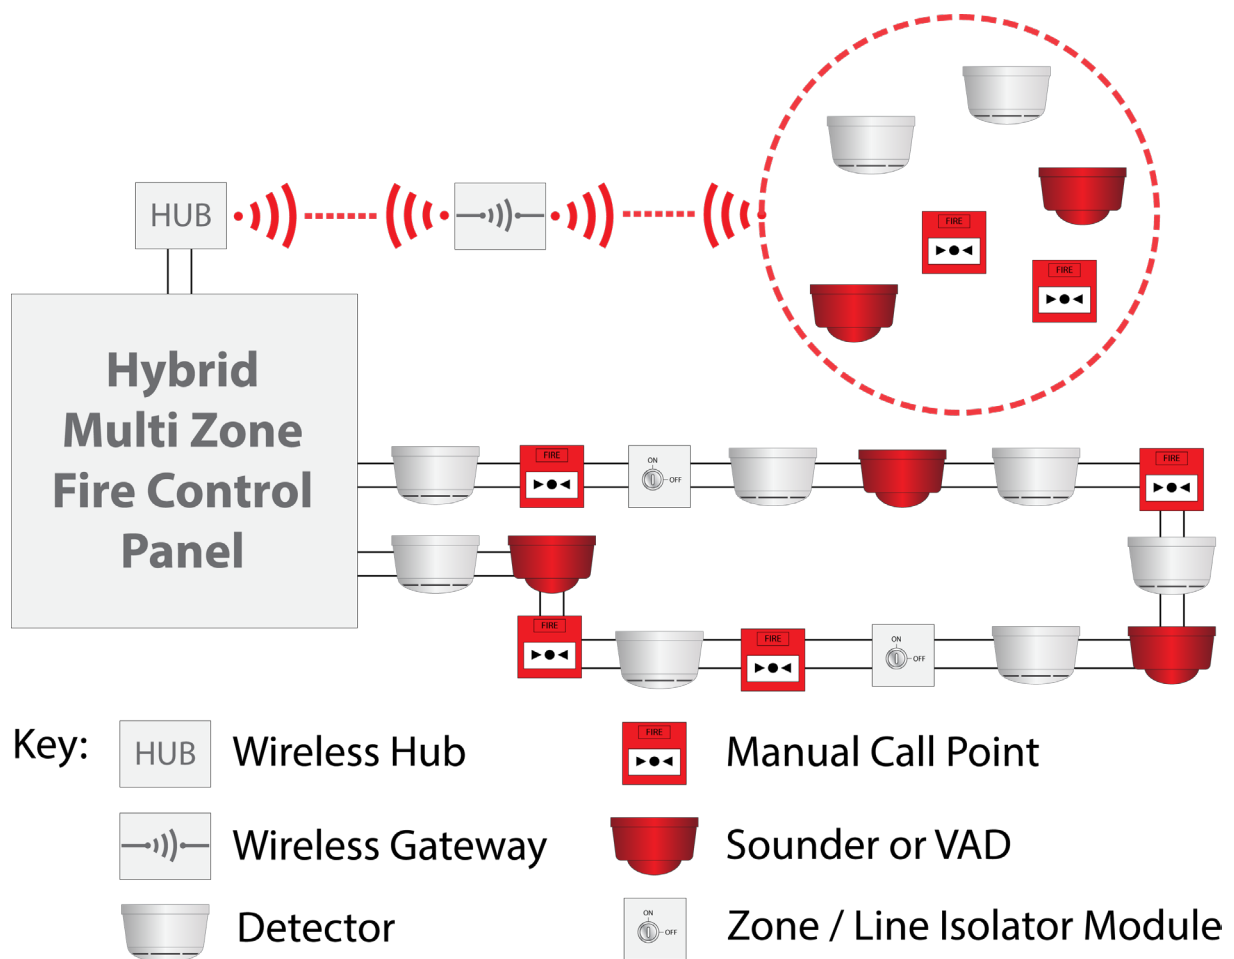 HUB
FIRE
FIRE
Hybrid
Multi Zone
Fire Control
Panel
FIRE
ON
OFF
FIRE
FIRE
FIRE
ON
OFF
Key:
HUB
Wireless Hub
FIRE
Manual Call Point
Wireless Gateway
Sounder or VAD
Detector
ON
OFF
Zone / Line Isolator Module